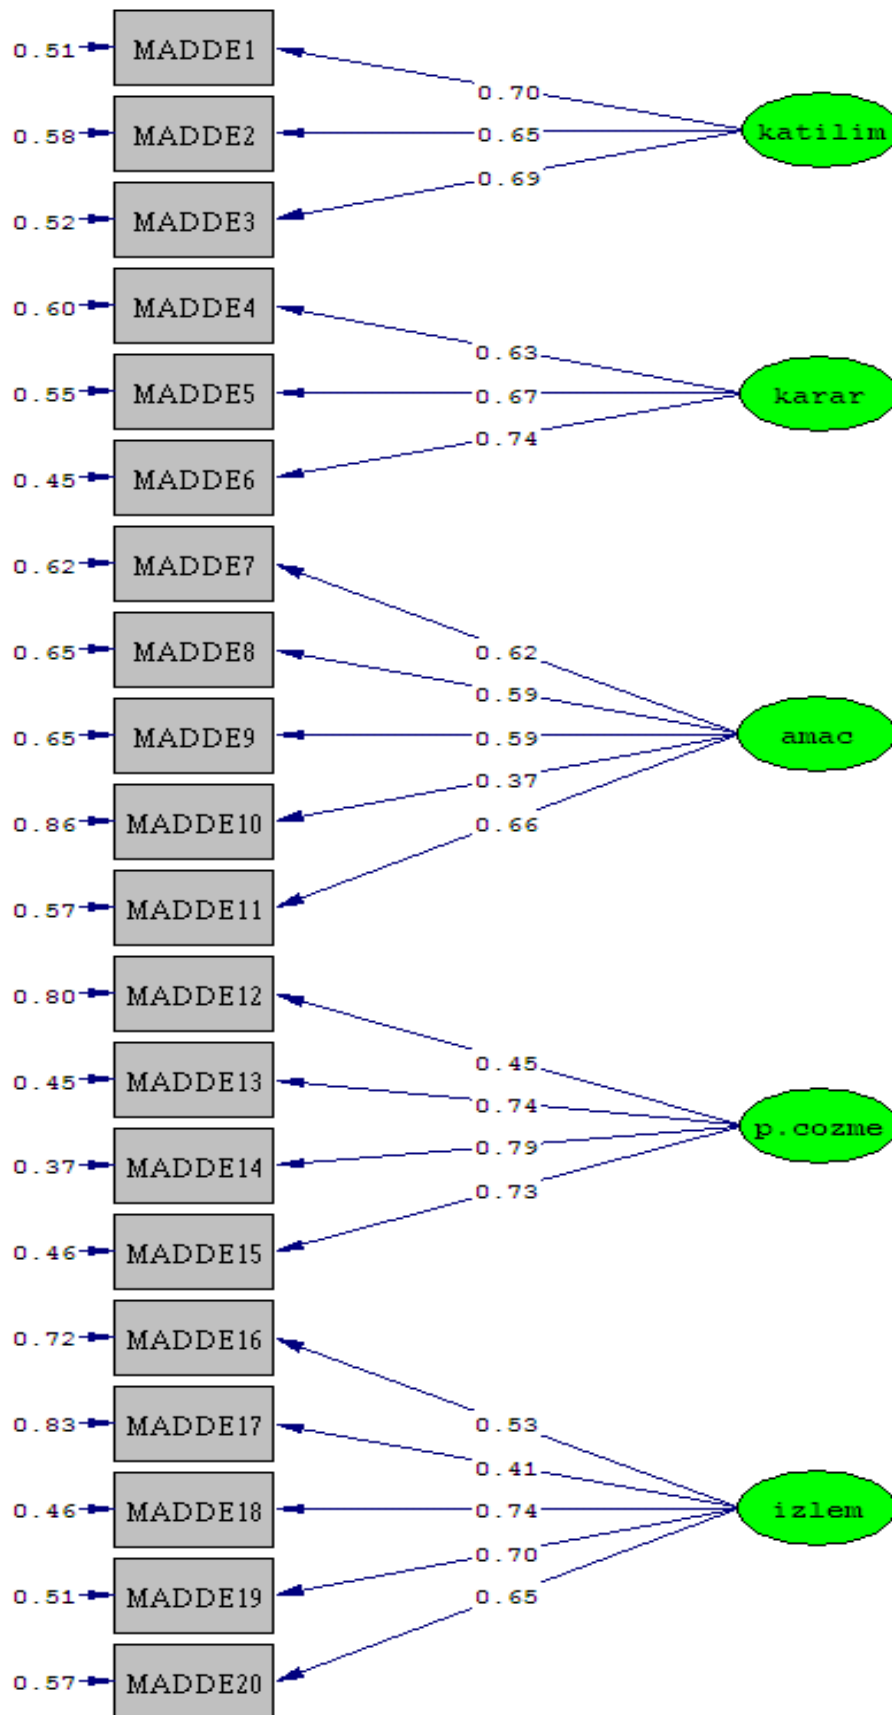 0.51 MADDE1
0.70
katilim
0.58 MADDE2
0.65
0.69
0.52 MADDE3
0.60 MADDE4
0.63
karar
0.55 MADDE5
0.67
0.74
0.45 MADDE6
0.62 MADDE7
0.62
0.65 MADDE8
0.59
0.65 MADDE9
0.59
amac
0.37
0.86 MADDE10
0.66
0.57 MADDE11
0.80 MADDE12
0.45
0.45 MADDE13
0.74
p.cozme
0.79
0.37 MADDE14
0.73
0.46 MADDE15
0.72 MADDE16
0.53
0.83 MADDE17
0.41
0.46 MADDE18
0.74
izlem
0.70
0.51 MADDE19
0.65
0.57 MADDE20